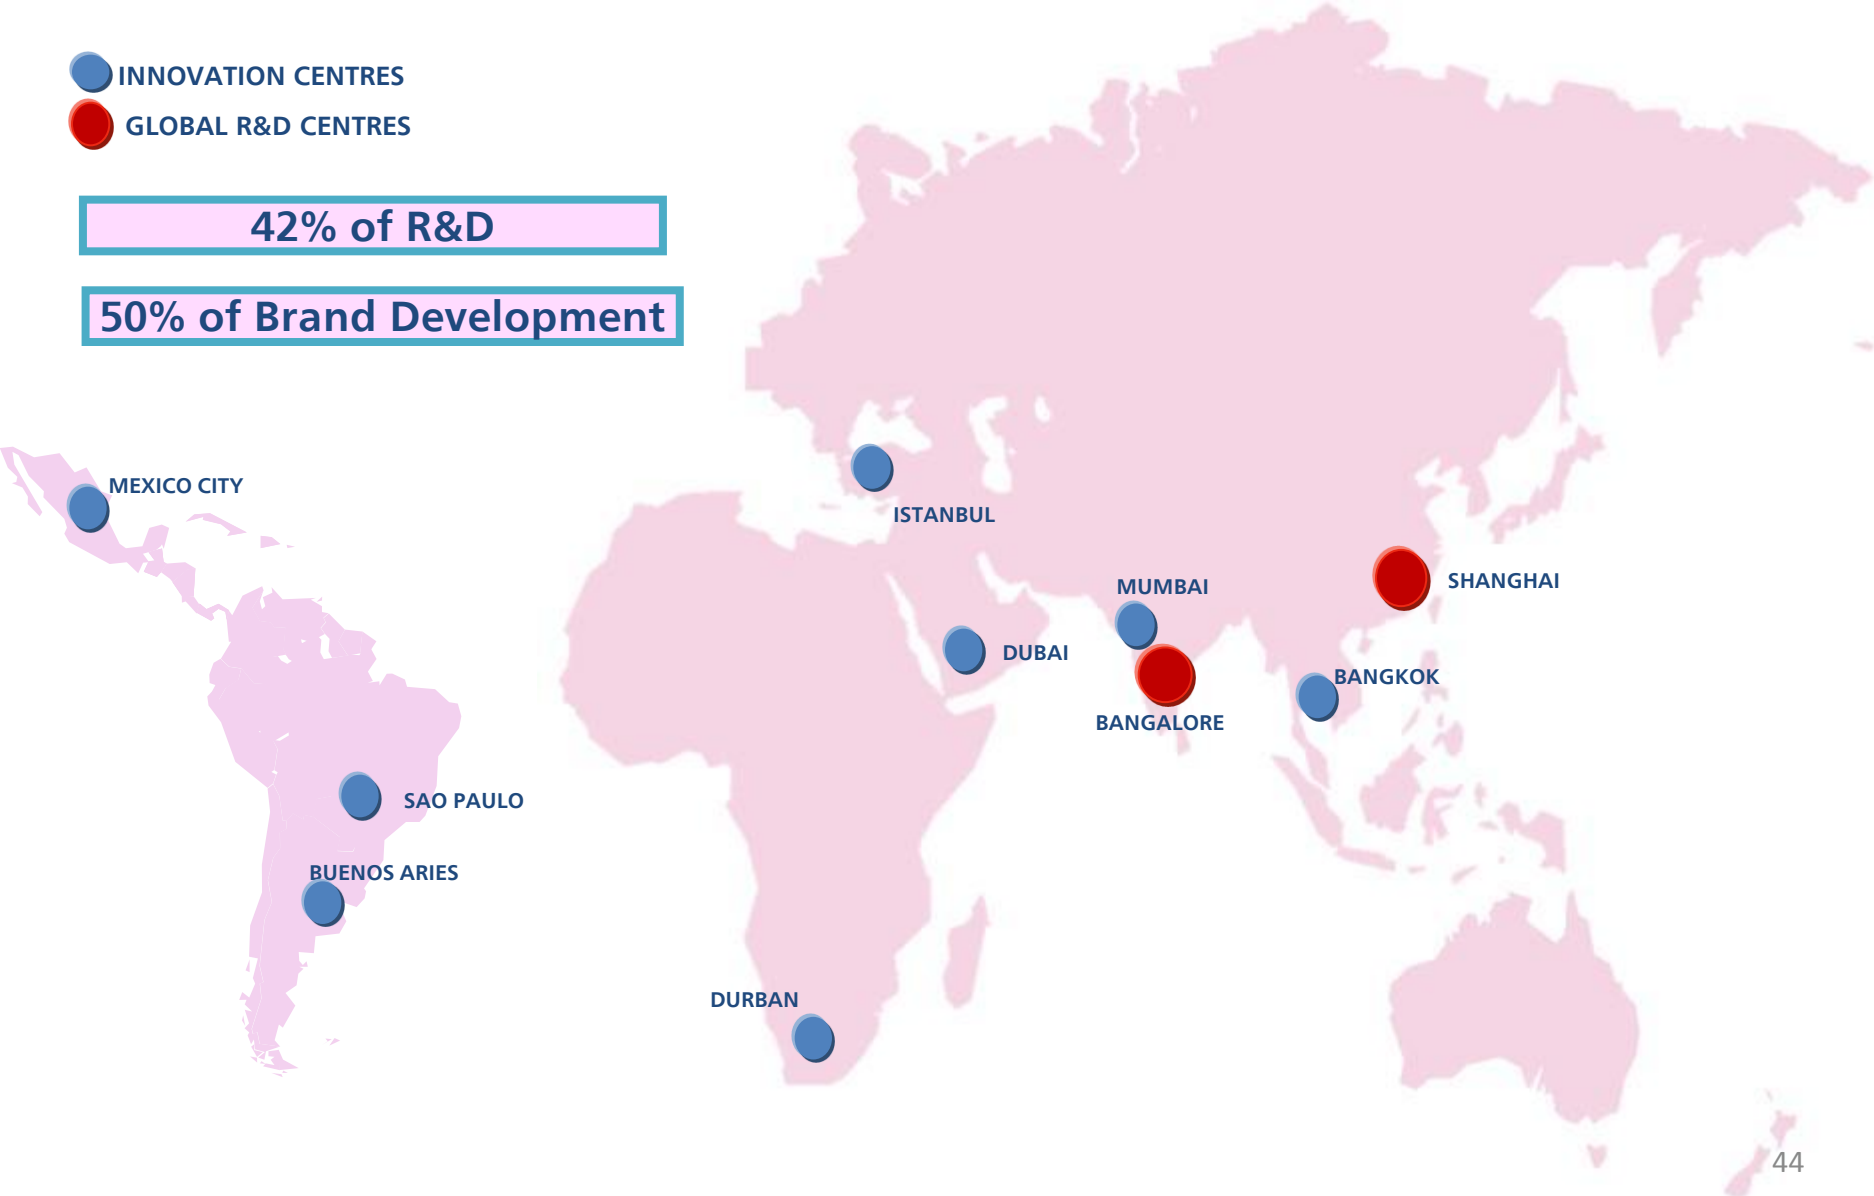 INNOVATION CENTRES
GLOBAL R&D CENTRES
42% of R&D
50% of Brand Development
MEXICO CITY
ISTANBUL
SHANGHAI
MUMBAI
DUBAI
BANGKOK
BANGALORE
SAO PAULO
BUENOS ARIES
DURBAN
44